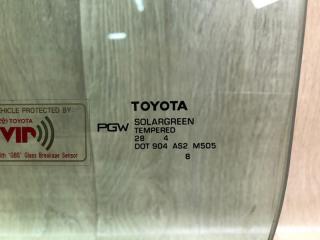 VEHICLE PROTECTED BY:
TOYOTA
VIP
with "GBS" Glass Breakage Sensor
TOYOTA
PGW SOLARGREEN
TEMPERED
28 4
DOT 904 AS2 M505
8